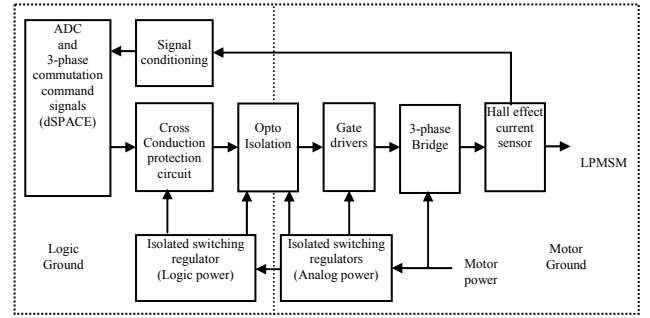 ADC
and
3-phase
commutation
command
signals
(dSPACE)
Signal
conditioning
Cross
Conduction
protection
circuit
Opto
Isolation
Gate
drivers
3-phase
Bridge
Hall effect
current
sensor
LPMSM
Logic
Ground
Isolated switching
regulator
(Logic power)
Isolated switching
regulators
(Analog power)
Motor
power
Motor
Ground